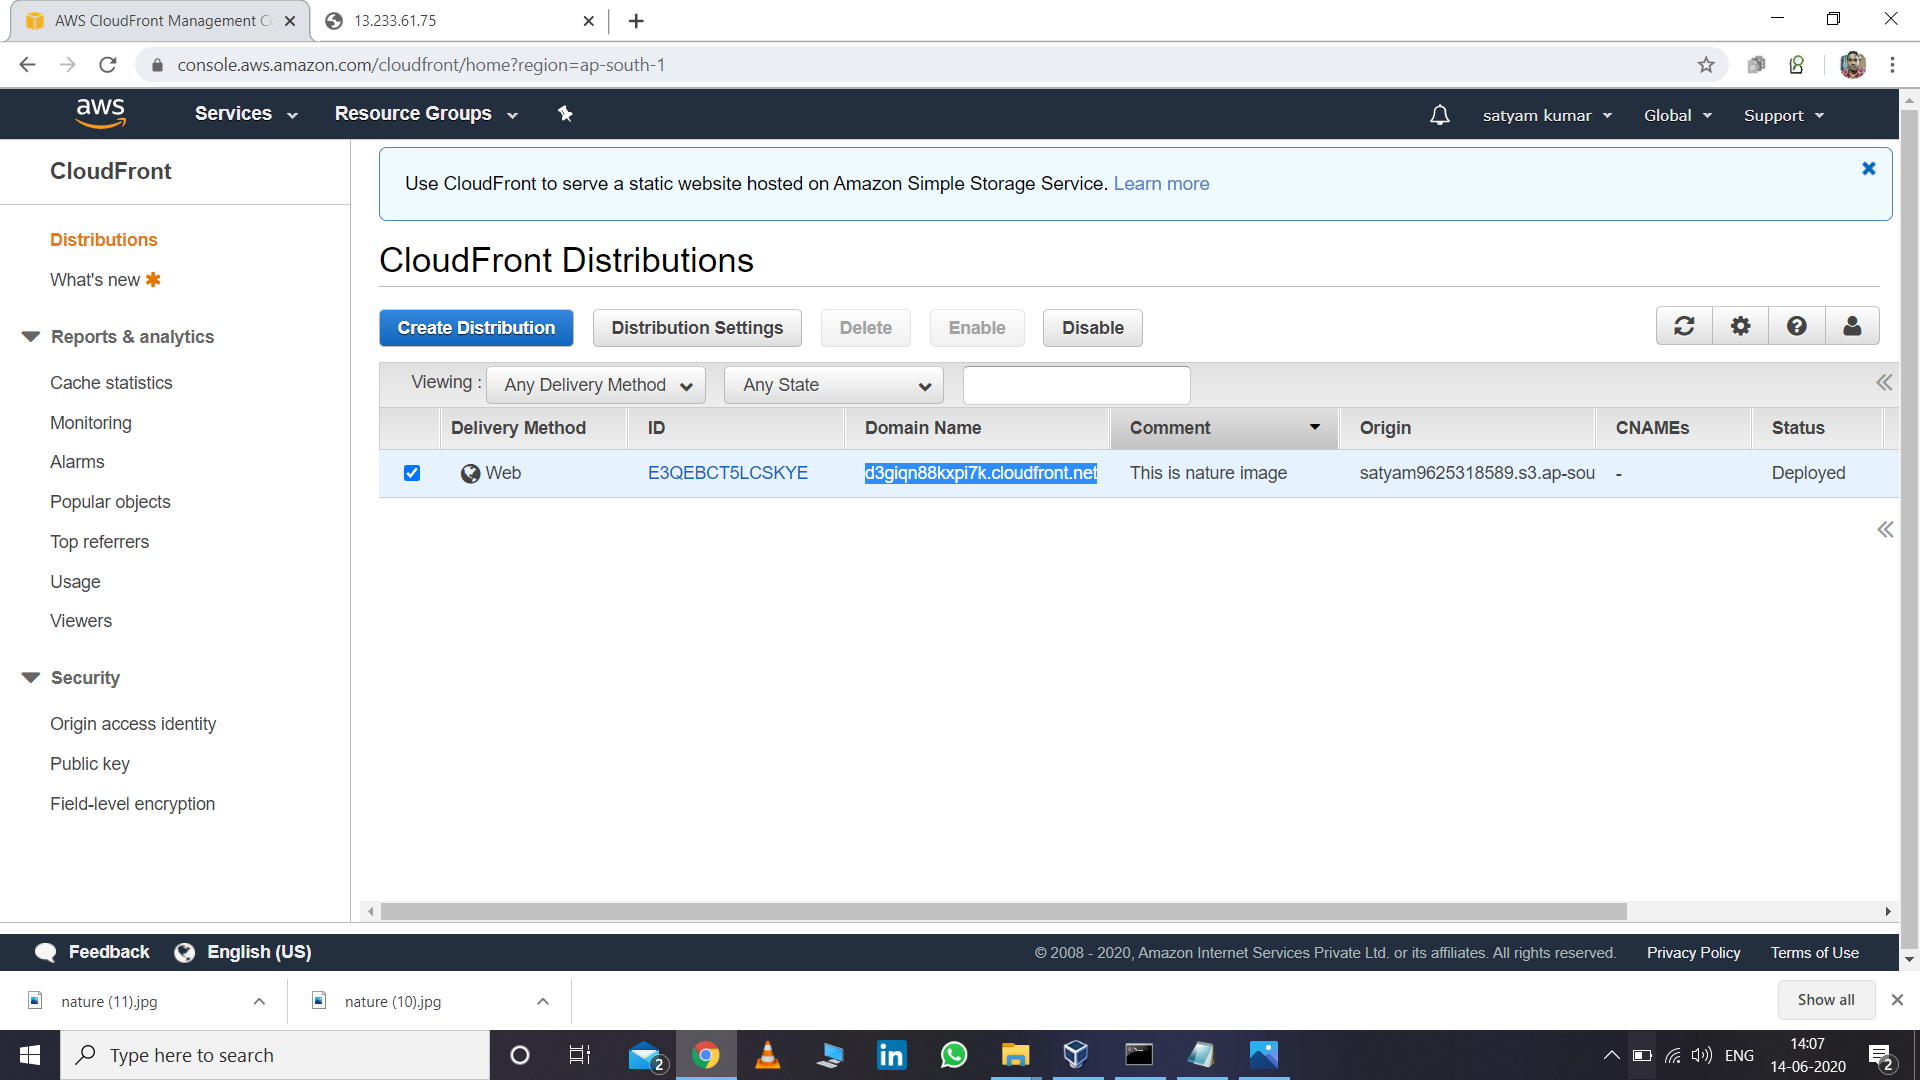 AWS CloudFront Management Co
13.233.61.75
console.aws.amazon.com/cloudfront/home?region=ap-south-1
aws
Services
Resource Groups
satyam kumar
Global
Support
CloudFront
Distributions
What's new
Reports & analytics
Cache statistics
Monitoring
Alarms
Popular objects
Top referrers
Usage
Viewers
Security
Origin access identity
Public key
Field-level encryption
Use CloudFront to serve a static website hosted on Amazon Simple Storage Service. Learn more
CloudFront Distributions
Create Distribution
Distribution Settings
Delete
Enable
Disable
Viewing :
Any Delivery Method
Any State
Delivery Method ID Domain Name Comment Origin CNAMEs Status
Web E3QEBCT5LCSKYE d3giqn88kxpi7k.cloudfront.net This is nature image satyam9625318589.s3.ap-sou - Deployed
Feedback
English (US)
© 2008 - 2020, Amazon Internet Services Private Ltd. or its affiliates. All rights reserved.
Privacy Policy
Terms of Use
nature (11).jpg
nature (10).jpg
Show all
Type here to search
2
ENG
14:07
14-06-2020
2